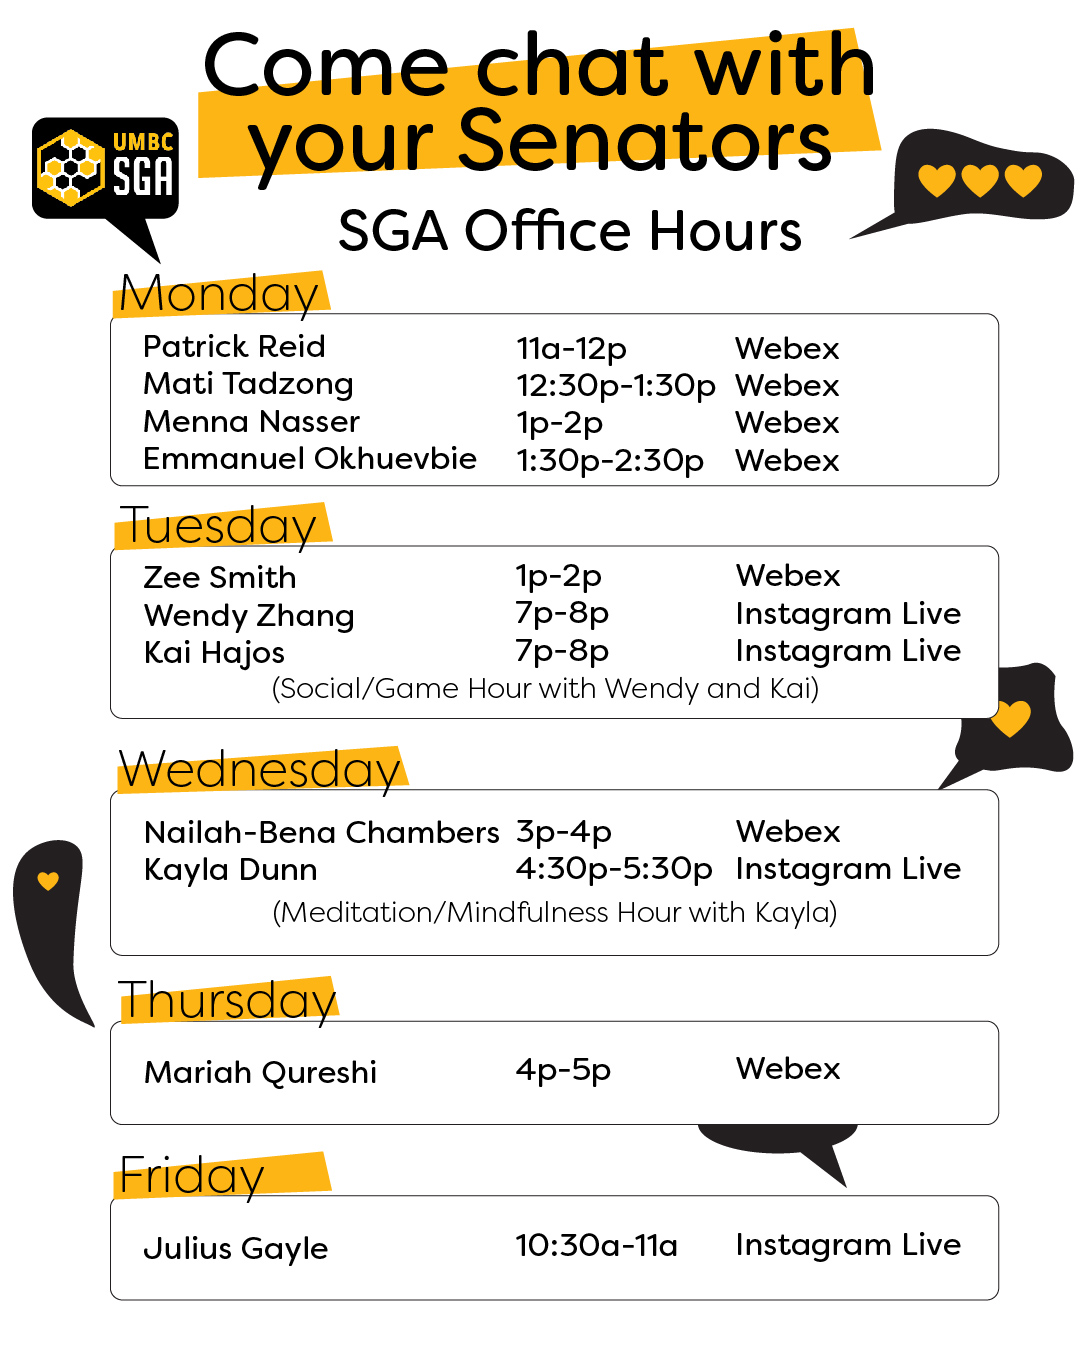 Come chat with
your Senators
UMBC
SGA
SGA Office Hours
Monday
Patrick Reid 11a-12p Webex
Mati Tadzong 12:30p-1:30p Webex
Menna Nasser 1p-2p Webex
Emmanuel Okhuevbie 1:30p-2:30p Webex
Tuesday
Zee Smith 1p-2p Webex
Wendy Zhang 7p-8p Instagram Live
Kai Hajos 7p-8p Instagram Live
(Social/Game Hour with Wendy and Kai)
Wednesday
Nailah-Bena Chambers 3p-4p Webex
Kayla Dunn 4:30p-5:30p Instagram Live
(Meditation/Mindfulness Hour with Kayla)
Thursday
Mariah Qureshi 4p-5p Webex
Friday
Julius Gayle 10:30a-11a Instagram Live